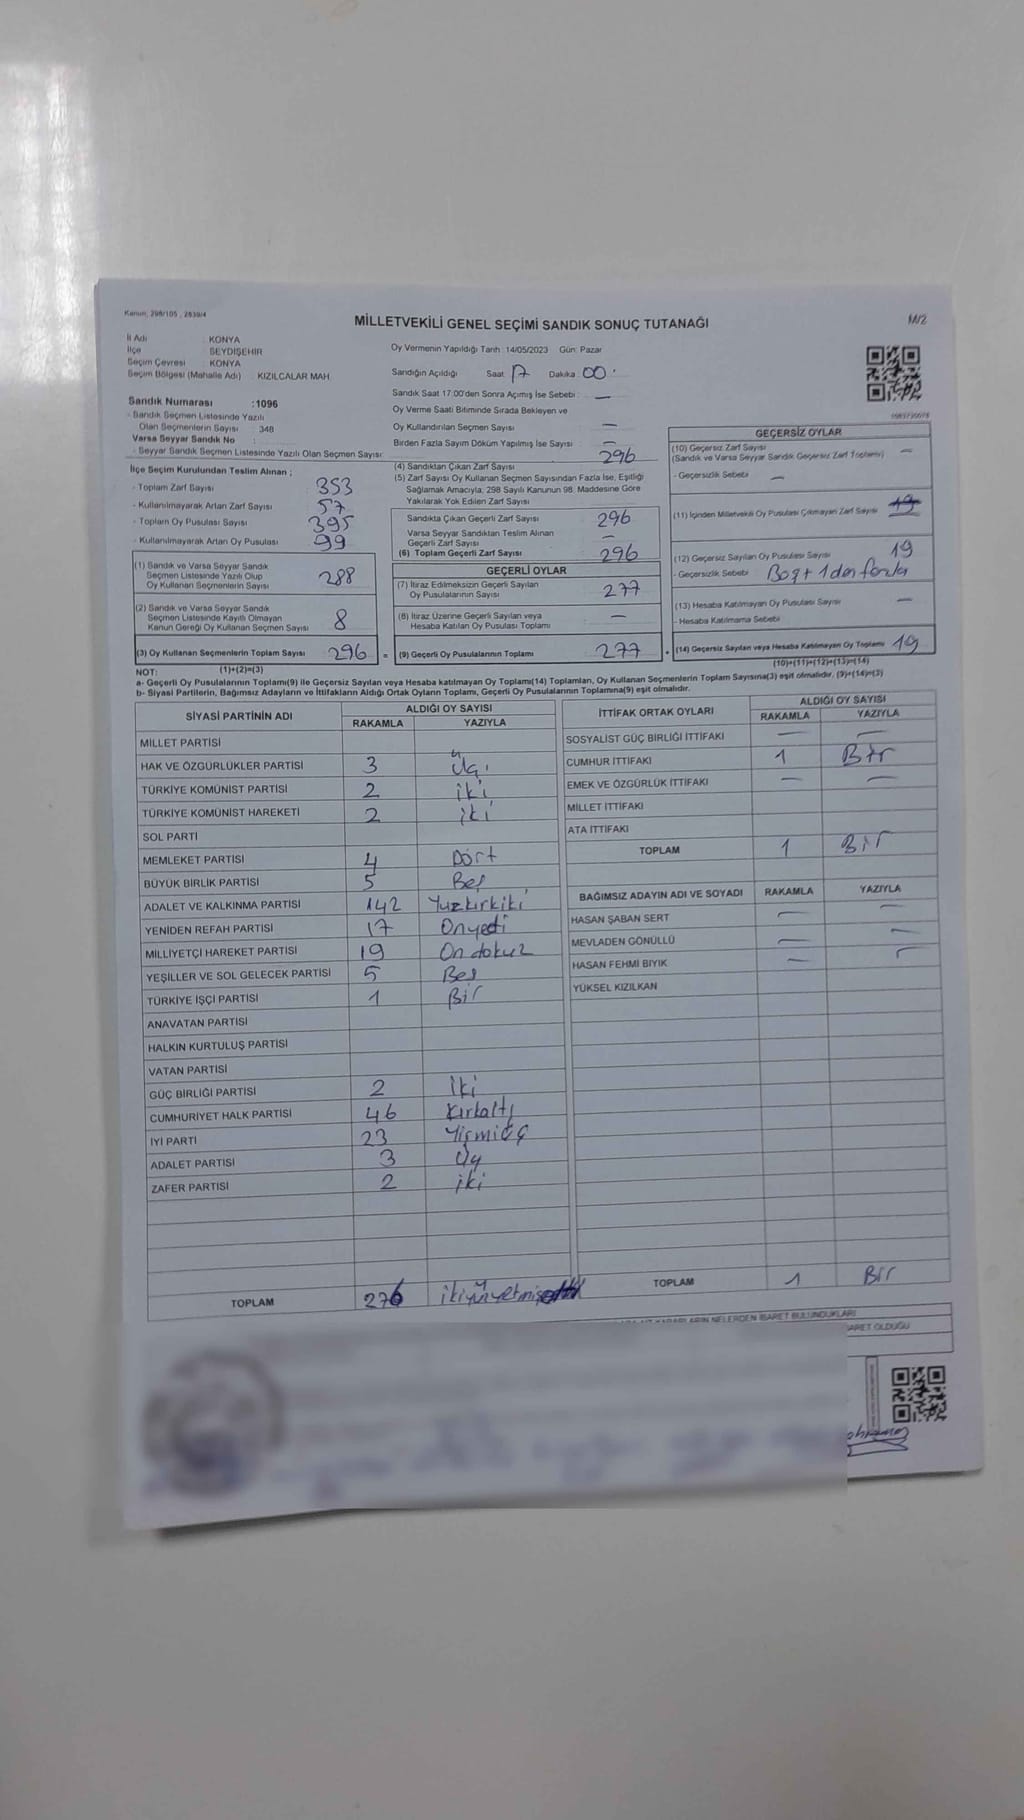 Kanun, 298/105 , 2839/4
MİLLETVEKİLİ GENEL SEÇİMİ SANDIK SONUÇ TUTANAĞI
M/2
İl Adı : KONYA
İlçe : SEYDİŞEHİR
Seçim Çevresi : KONYA
Seçim Bölgesi (Mahalle Adı) : KIZILCALAR MAH.
Oy Vermenin Yapıldığı Tarih :14/05/2023 Gün: Pazar
Sandığın Açıldığı Saat 17 Dakika 00
Sandık Saat 17:00'den Sonra Açılmış İse Sebebi : —
Oy Verme Saati Bitiminde Sırada Bekleyen ve
Oy Kullandırılan Seçmen Sayısı : —
Birden Fazla Sayım Döküm Yapılmış İse Sayısı : —
Sandık Numarası :1096
- Sandık Seçmen Listesinde Yazılı
Olan Seçmenlerin Sayısı : 348
Varsa Seyyar Sandık No :
- Seyyar Sandık Seçmen Listesinde Yazılı Olan Seçmen Sayısı:
İlçe Seçim Kurulundan Teslim Alınan ;
- Toplam Zarf Sayısı 353
- Kullanılmayarak Artan Zarf Sayısı 57
- Toplam Oy Pusulası Sayısı 395
- Kullanılmayarak Artan Oy Pusulası 99
(1) Sandık ve Varsa Seyyar Sandık
Seçmen Listesinde Yazılı Olup
Oy Kullanan Seçmenlerin Sayısı 288
(2) Sandık ve Varsa Seyyar Sandık
Seçmen Listesinde Kayıtlı Olmayan
Kanun Gereği Oy Kullanan Seçmen Sayısı 8
(3) Oy Kullanan Seçmenlerin Toplam Sayısı 296 =
(1)+(2)=(3)
(4) Sandıktan Çıkan Zarf Sayısı 296
(5) Zarf Sayısı Oy Kullanan Seçmen Sayısından Fazla İse, Eşitliği
Sağlamak Amacıyla, 298 Sayılı Kanunun 98. Maddesine Göre
Yakılarak Yok Edilen Zarf Sayısı
Sandıkta Çıkan Geçerli Zarf Sayısı 296
Varsa Seyyar Sandıktan Teslim Alınan
Geçerli Zarf Sayısı —
(6) Toplam Geçerli Zarf Sayısı 296
GEÇERLİ OYLAR
(7) İtiraz Edilmeksizin Geçerli Sayılan
Oy Pusulalarının Sayısı 277
(8) İtiraz Üzerine Geçerli Sayılan veya
Hesaba Katılan Oy Pusulası Toplamı —
(9) Geçerli Oy Pusulalarının Toplamı 277 +
GEÇERSİZ OYLAR
(10) Geçersiz Zarf Sayısı
(Sandık ve Varsa Seyyar Sandık Geçersiz Zarf Toplamı) —
- Geçersizlik Sebebi : —
(11) İçinden Milletvekili Oy Pusulası Çıkmayan Zarf Sayısı 19
(12) Geçersiz Sayılan Oy Pusulası Sayısı 19
- Geçersizlik Sebebi : Boş + 1 den fazla
(13) Hesaba Katılmayan Oy Pusulası Sayısı —
- Hesaba Katılmama Sebebi :
(14) Geçersiz Sayılan veya Hesaba Katılmayan Oy Toplamı 19
(10)+(11)+(12)+(13)=(14)
NOT:
a- Geçerli Oy Pusulalarının Toplamı(9) ile Geçersiz Sayılan veya Hesaba katılmayan Oy Toplamı(14) Toplamları, Oy Kullanan Seçmenlerin Toplam Sayısına(3) eşit olmalıdır. (9)+(14)=(3)
b- Siyasi Partilerin, Bağımsız Adayların ve İttifakların Aldığı Ortak Oyların Toplamı, Geçerli Oy Pusulalarının Toplamına(9) eşit olmalıdır.
SİYASİ PARTİNİN ADI ALDIĞI OY SAYISI
RAKAMLA YAZIYLA
MİLLET PARTİSİ
HAK VE ÖZGÜRLÜKLER PARTİSİ 3 Üç
TÜRKİYE KOMÜNİST PARTİSİ 2 iki
TÜRKİYE KOMÜNİST HAREKETİ 2 iki
SOL PARTİ
MEMLEKET PARTİSİ 4 Dört
BÜYÜK BİRLİK PARTİSİ 5 Beş
ADALET VE KALKINMA PARTİSİ 142 Yüzkırkiki
YENİDEN REFAH PARTİSİ 17 Onyedi
MİLLİYETÇİ HAREKET PARTİSİ 19 On dokuz
YEŞİLLER VE SOL GELECEK PARTİSİ 5 Beş
TÜRKİYE İŞÇİ PARTİSİ 1 Bir
ANAVATAN PARTİSİ
HALKIN KURTULUŞ PARTİSİ
VATAN PARTİSİ
GÜÇ BİRLİĞİ PARTİSİ 2 iki
CUMHURİYET HALK PARTİSİ 46 Kırkaltı
İYİ PARTİ 23 Yirmiüç
ADALET PARTİSİ 3 Üç
ZAFER PARTİSİ 2 iki
TOPLAM 276 ikiyüzyetmiş
İTTİFAK ORTAK OYLARI ALDIĞI OY SAYISI
RAKAMLA YAZIYLA
SOSYALİST GÜÇ BİRLİĞİ İTTİFAKI — —
CUMHUR İTTİFAKI 1 Bir
EMEK VE ÖZGÜRLÜK İTTİFAKI — —
MİLLET İTTİFAKI
ATA İTTİFAKI
TOPLAM 1 Bir
BAĞIMSIZ ADAYIN ADI VE SOYADI RAKAMLA YAZIYLA
HASAN ŞABAN SERT — —
MEVLADEN GÖNÜLLÜ — —
HASAN FEHMİ BIYIK — —
YÜKSEL KIZILKAN
TOPLAM 1 Bir
NELERDEN İBARET BULUNDUKLARI
OLDUĞU